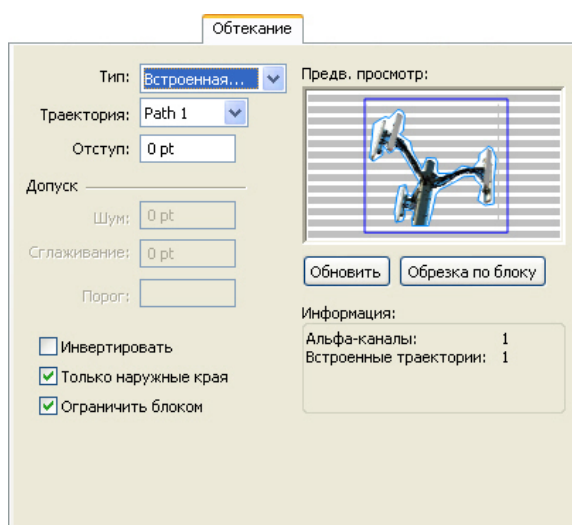 Обтекание
Тип: Встроенная...
Траектория: Path 1
Отступ: 0 pt
Допуск
Шум: 0 pt
Сглаживание: 0 pt
Порог:
Инвертировать
Только наружные края
Ограничить блоком
Предв. просмотр:
Обновить Обрезка по блоку
Информация:
Альфа-каналы: 1
Встроенные траектории: 1